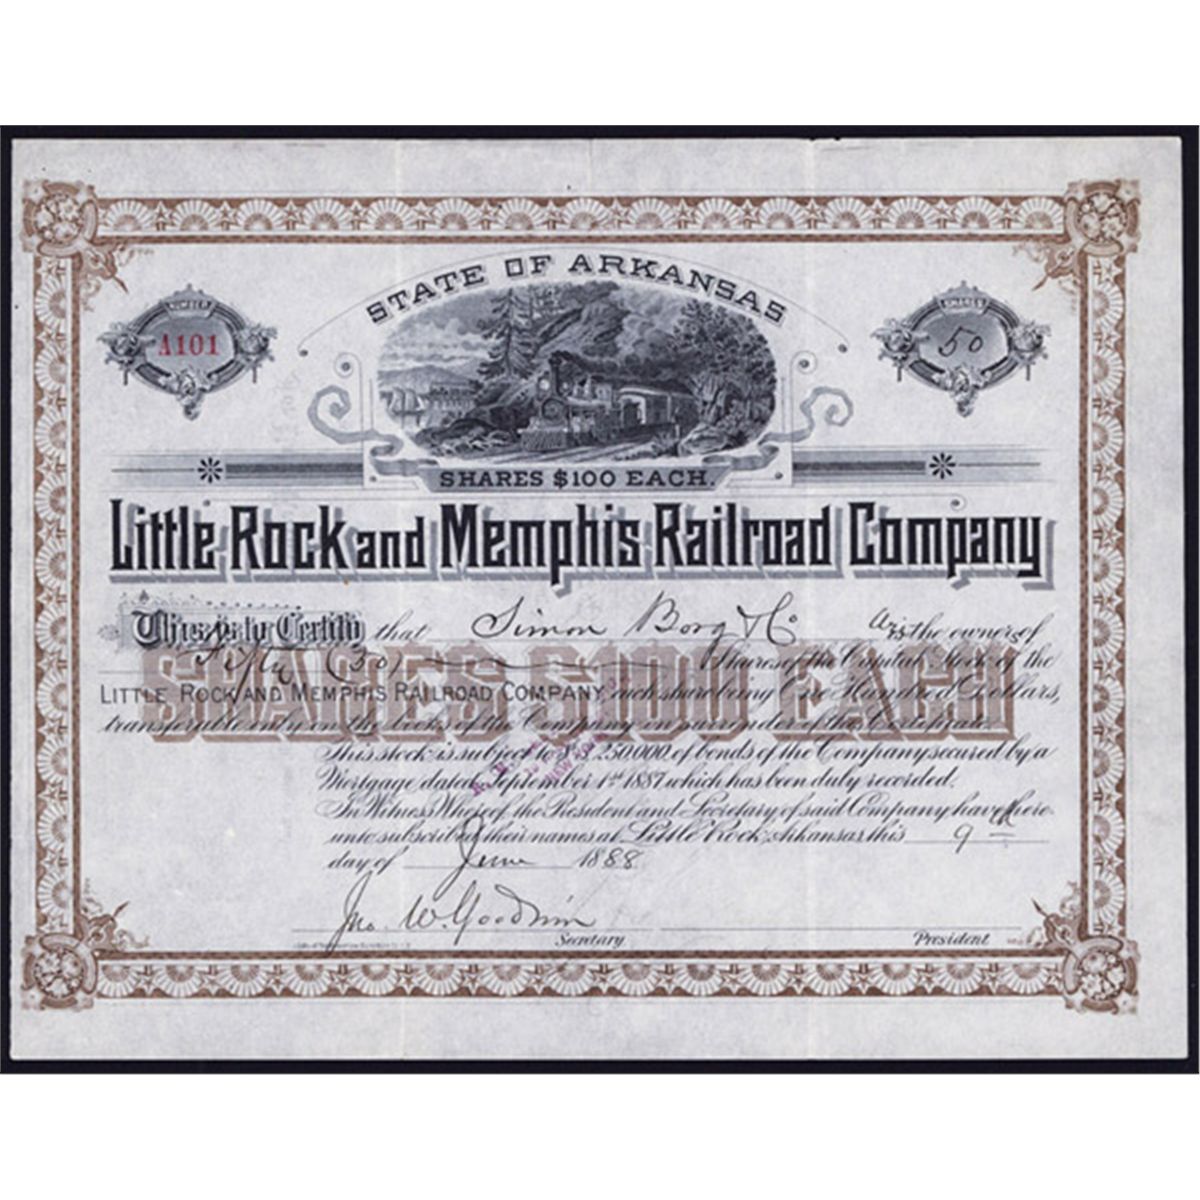 STATE OF ARKANSAS
NUMBER
A101
SHARES
50
SHARES $100 EACH.
Little Rock and Memphis Railroad Company
This is to Certify that Simon Borg & Co are the owners of
Fifty (50) Shares of the Capital Stock of the
LITTLE ROCK AND MEMPHIS RAILROAD COMPANY, each share being One Hundred Dollars,
transferable only on the books of the Company on surrender of this Certificate.
SHARES $100 EACH
This stock is subject to $3,250,000 of bonds of the Company secured by a
Mortgage dated September 1st 1887 which has been duly recorded.
In Witness Whereof, the President and Secretary of said Company have here-
unto subscribed their names at Little Rock, Arkansas this 9th
day of June 1888
Jno. W. Goodwin
Secretary
President